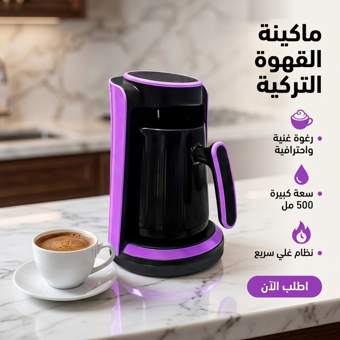 ماكينة
القهوة
التركية
رغوة غنية
واحترافية
سعة كبيرة
500 مل
نظام غلي سريع
اطلب الآن